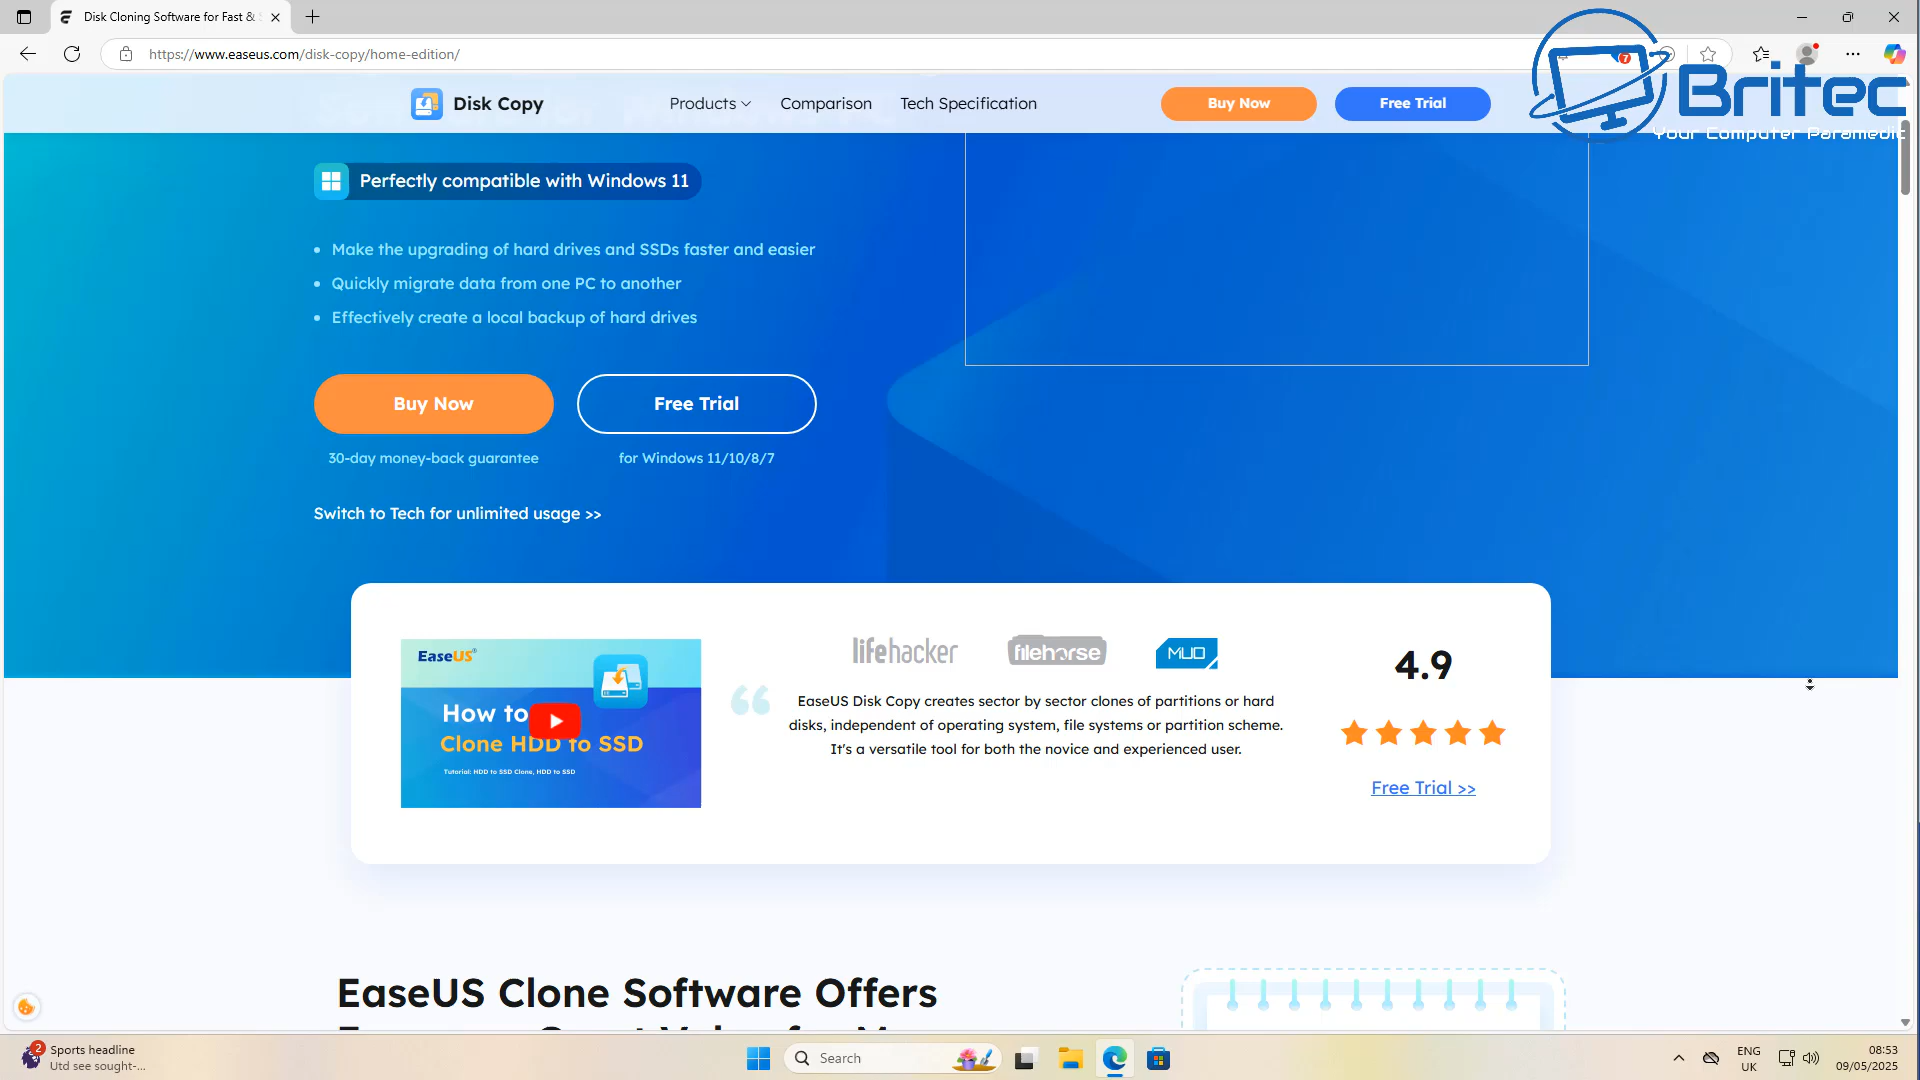 Disk Cloning Software for Fast &
https://www.easeus.com/disk-copy/home-edition/
7
Britec
Your Computer Paramedic
Disk Copy
Products
Comparison
Tech Specification
Buy Now
Free Trial
Perfectly compatible with Windows 11
Make the upgrading of hard drives and SSDs faster and easier
Quickly migrate data from one PC to another
Effectively create a local backup of hard drives
Buy Now
Free Trial
30-day money-back guarantee
for Windows 11/10/8/7
Switch to Tech for unlimited usage >>
EaseUS
How to
Clone HDD to SSD
Tutorial: HDD to SSD Clone, HDD to SSD
lifehacker
filehorse
MUO
EaseUS Disk Copy creates sector by sector clones of partitions or hard
disks, independent of operating system, file systems or partition scheme.
It's a versatile tool for both the novice and experienced user.
4.9
Free Trial >>
EaseUS Clone Software Offers
2
Sports headline
Utd see sought-...
Search
ENG
UK
08:53
09/05/2025